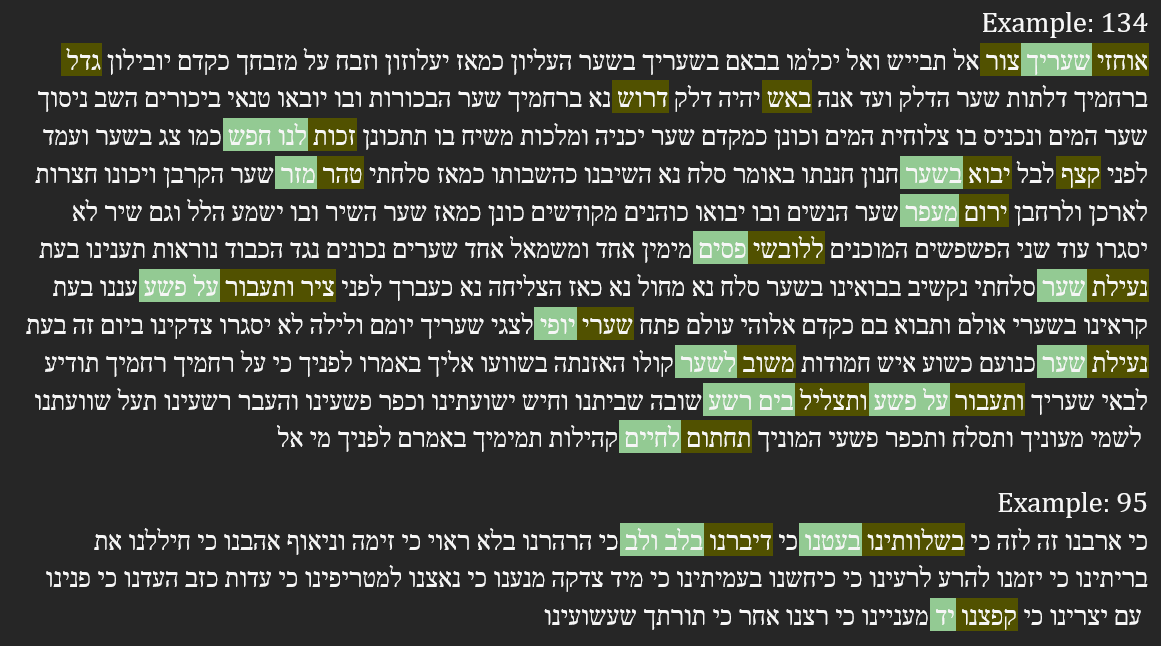 Example: 134
אוחזי שעריך צור אל תבייש ואל יכלמו בבאם בשעריך בשער העליון כמאז יעלוזון וזבח על מזבחך כקדם יובילון גדל
ברחמיך דלתות שער הדלק ועד אנה באש יהיה דלק דרוש נא ברחמיך שער הבכורות ובו יובאו טנאי ביכורים השב ניסוך
שער המים ונכניס בו צלוחית המים וכונן כמקדם שער יכניה ומלכות משיח בו תתכונן זכות לנו חפש כמו צג בשער ועמד
לפני קצף לבל יבוא בשער חנון חננתו באומר סלח נא השיבנו כהשבותו כמאז סלחתי טהר מזר שער הקרבן ויכונו חצרות
לארכן ולרחבן ירום מעפר שער הנשים ובו יבואו כוהנים מקודשים כונן כמאז שער השיר ובו ישמע הלל וגם שיר לא
יסגרו עוד שני הפשפשים המוכנים ללובשי פסים מימין אחד ומשמאל אחד שערים נכונים נגד הכבוד נוראות תענינו בעת
נעילת שער סלחתי נקשיב בבואינו בשער סלח נא מחול נא כאז הצליחה נא כעברך לפני ציר ותעבור על פשע עננו בעת
קראינו בשערי אולם ותבוא בם כקדם אלוהי עולם פתח שערי יופי לצגי שעריך יומם ולילה לא יסגרו צדקינו ביום זה בעת
נעילת שער כנועם כשוע איש חמודות משוב לשער קולו האזנתה בשוועו אליך באמרו לפניך כי על רחמיך רחמיך תודיע
לבאי שעריך ותעבור על פשע ותצליל בים רשע שובה שביתנו וחיש ישועתינו וכפר פשעינו והעבר רשעינו תעל שוועתנו
לשמי מעוניך ותסלח ותכפר פשעי המוניך תחתום לחיים קהילות תמימיך באמרם לפניך מי אל
Example: 95
כי ארבנו זה לזה כי בשלוותינו בעטנו כי דיברנו בלב ולב כי הרהרנו בלא ראוי כי זימה וניאוף אהבנו כי חיללנו את
בריתינו כי יזמנו להרע לרעינו כי כיחשנו בעמיתינו כי מיד צדקה מנענו כי נאצנו למטריפינו כי עדות כזב העדנו כי פנינו
עם יצרינו כי קפצנו יד מעניינו כי רצנו אחר כי תורתך שעשועינו